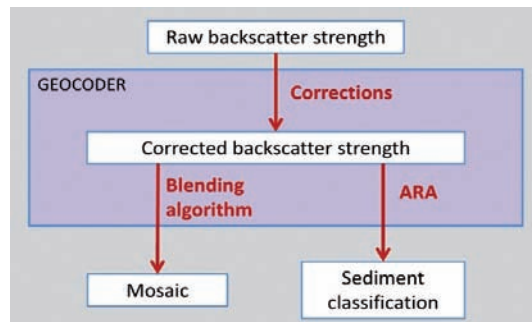 Raw backscatter strength
GEOCODER
Corrections
Corrected backscatter strength
Blending
algorithm
ARA
Mosaic
Sediment
classification